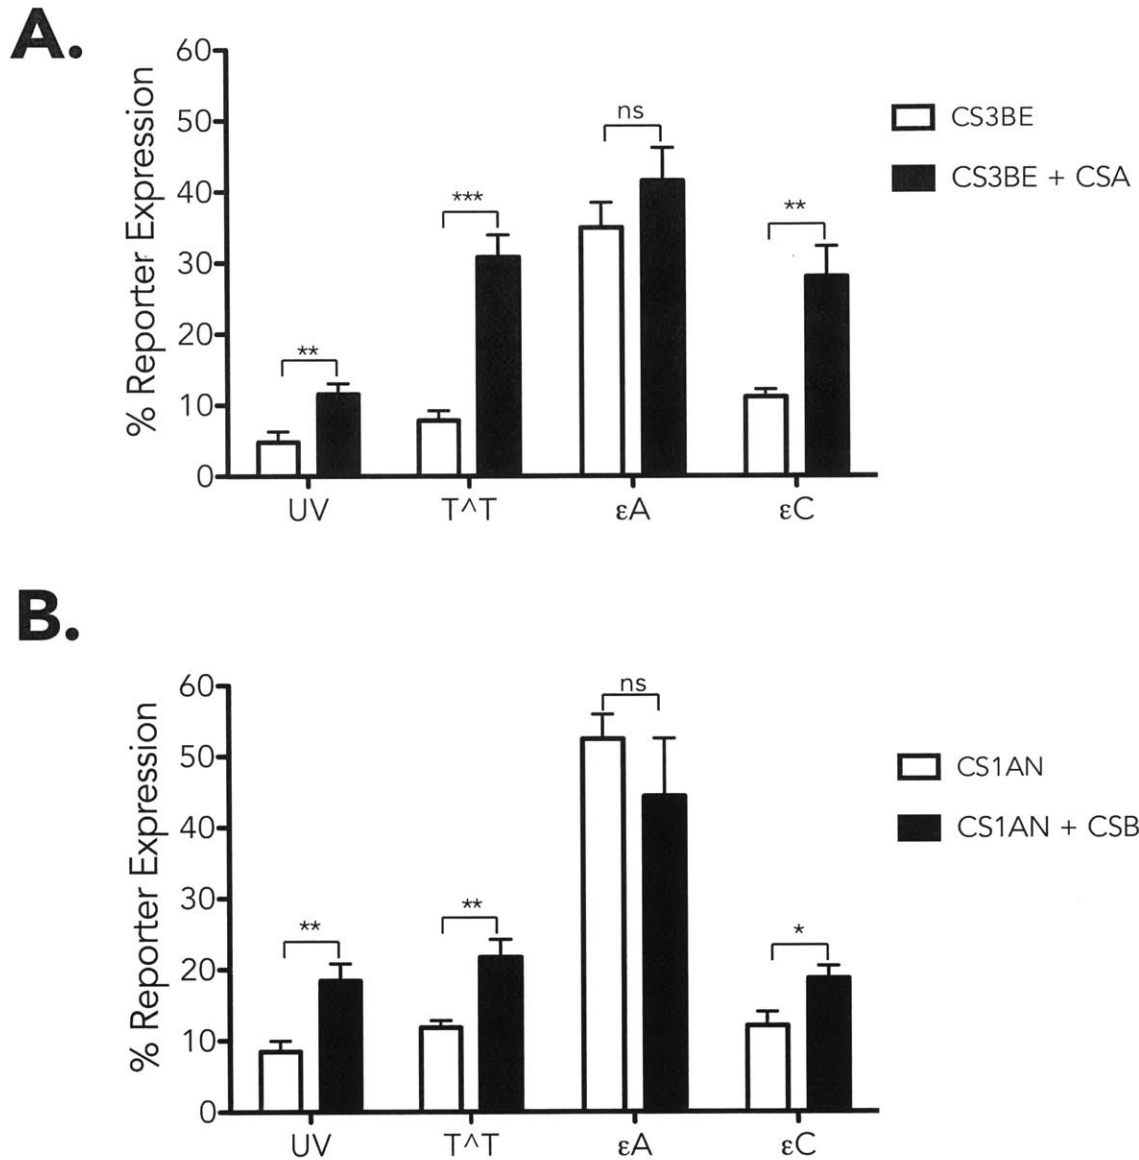 A.
% Reporter Expression
60
50
40
30
20
10
0
**
***
ns
**
UV
T^T
εA
εC
CS3BE
CS3BE + CSA
B.
% Reporter Expression
60
50
40
30
20
10
0
**
**
ns
*
UV
T^T
εA
εC
CS1AN
CS1AN + CSB